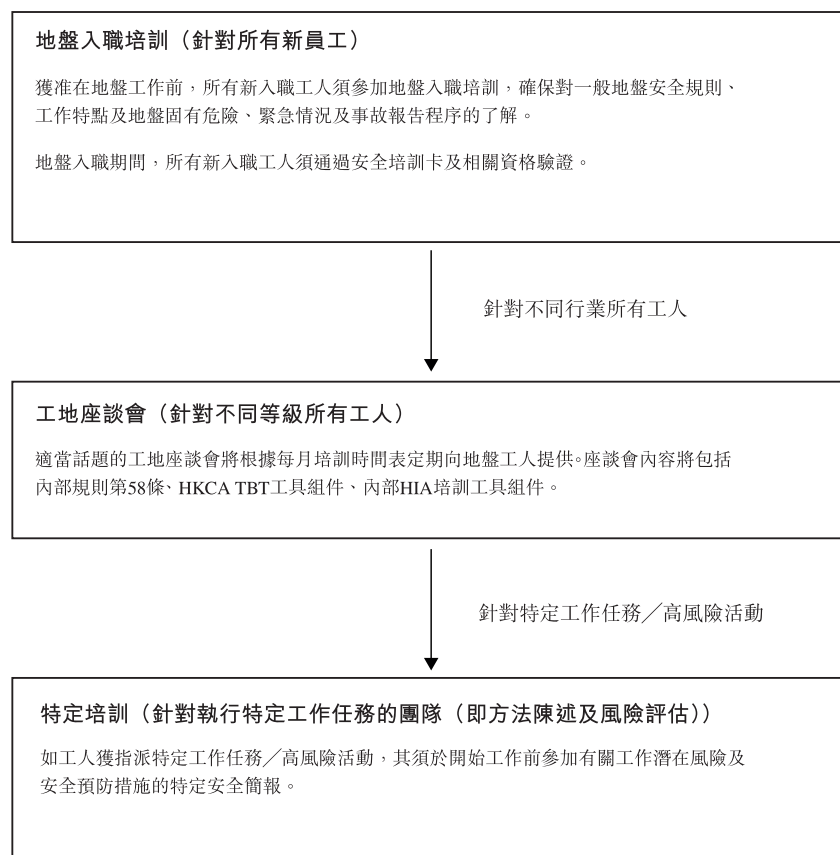 地盤入職培訓（針對所有新員工）
獲准在地盤工作前，所有新入職工人須參加地盤入職培訓，確保對一般地盤安全規則、
工作特點及地盤固有危險、緊急情況及事故報告程序的了解。
地盤入職期間，所有新入職工人須通過安全培訓卡及相關資格驗證。
針對不同行業所有工人
工地座談會（針對不同等級所有工人）
適當話題的工地座談會將根據每月培訓時間表定期向地盤工人提供。座談會內容將包括
內部規則第58條、HKCA TBT工具組件、內部HIA培訓工具組件。
針對特定工作任務／高風險活動
特定培訓（針對執行特定工作任務的團隊（即方法陳述及風險評估））
如工人獲指派特定工作任務／高風險活動，其須於開始工作前參加有關工作潛在風險及
安全預防措施的特定安全簡報。